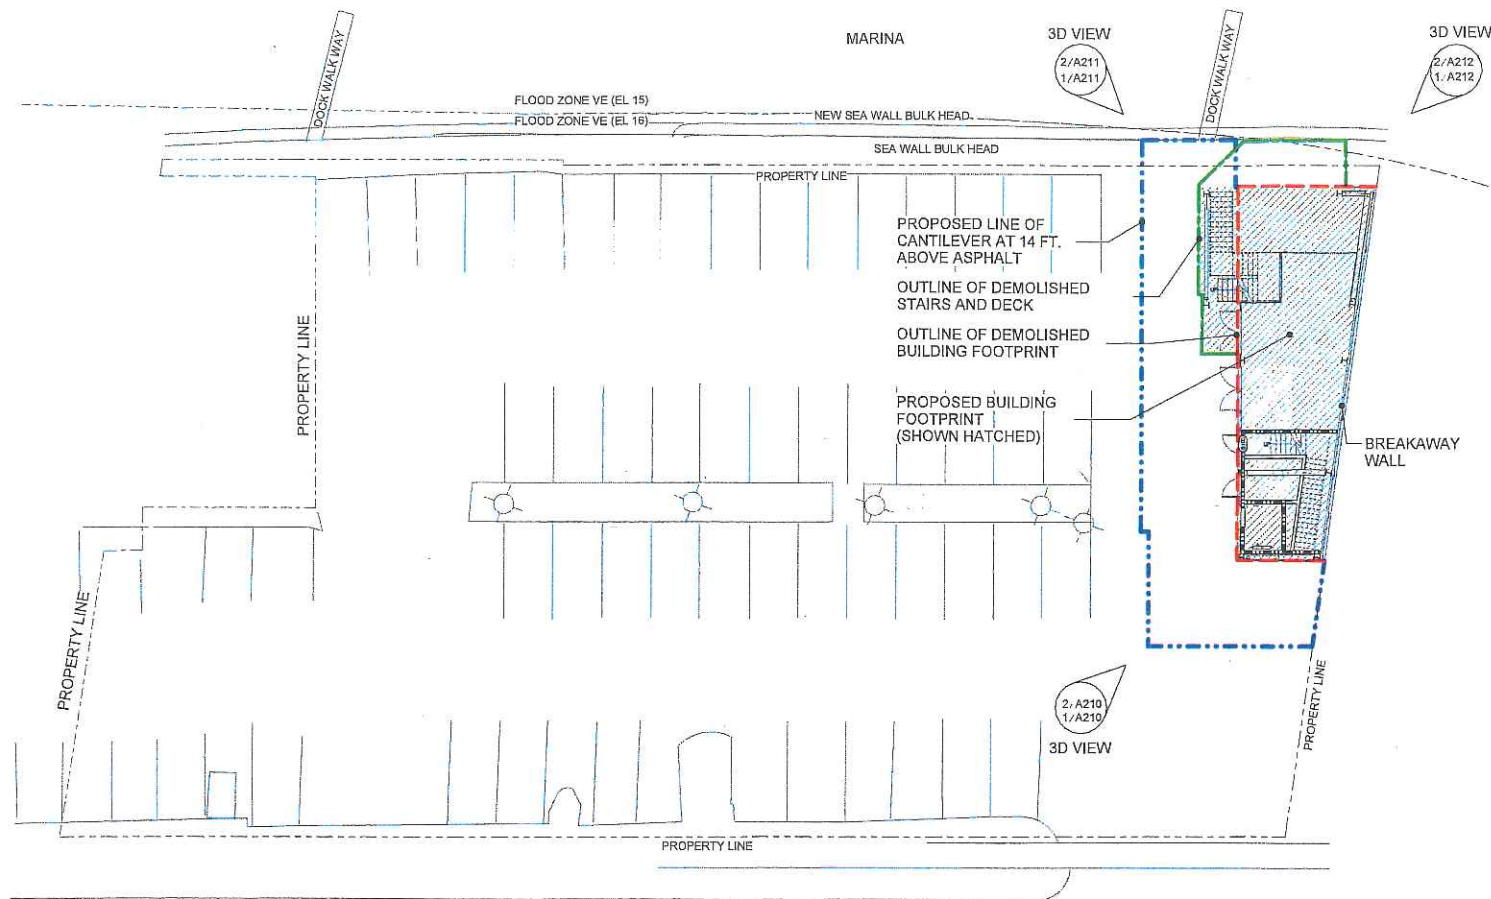 MARINA
3D VIEW
2/A211
1/A211
3D VIEW
2/A212
1/A212
DOCK WALK WAY
DOCK WALK WAY
FLOOD ZONE VE (EL 15)
FLOOD ZONE VE (EL 16)
NEW SEA WALL BULK HEAD
SEA WALL BULK HEAD
PROPERTY LINE
PROPOSED LINE OF
CANTILEVER AT 14 FT.
ABOVE ASPHALT
OUTLINE OF DEMOLISHED
STAIRS AND DECK
OUTLINE OF DEMOLISHED
BUILDING FOOTPRINT
PROPOSED BUILDING
FOOTPRINT
(SHOWN HATCHED)
BREAKAWAY
WALL
PROPERTY LINE
PROPERTY LINE
2/A210
1/A210
3D VIEW
PROPERTY LINE
PROPERTY LINE